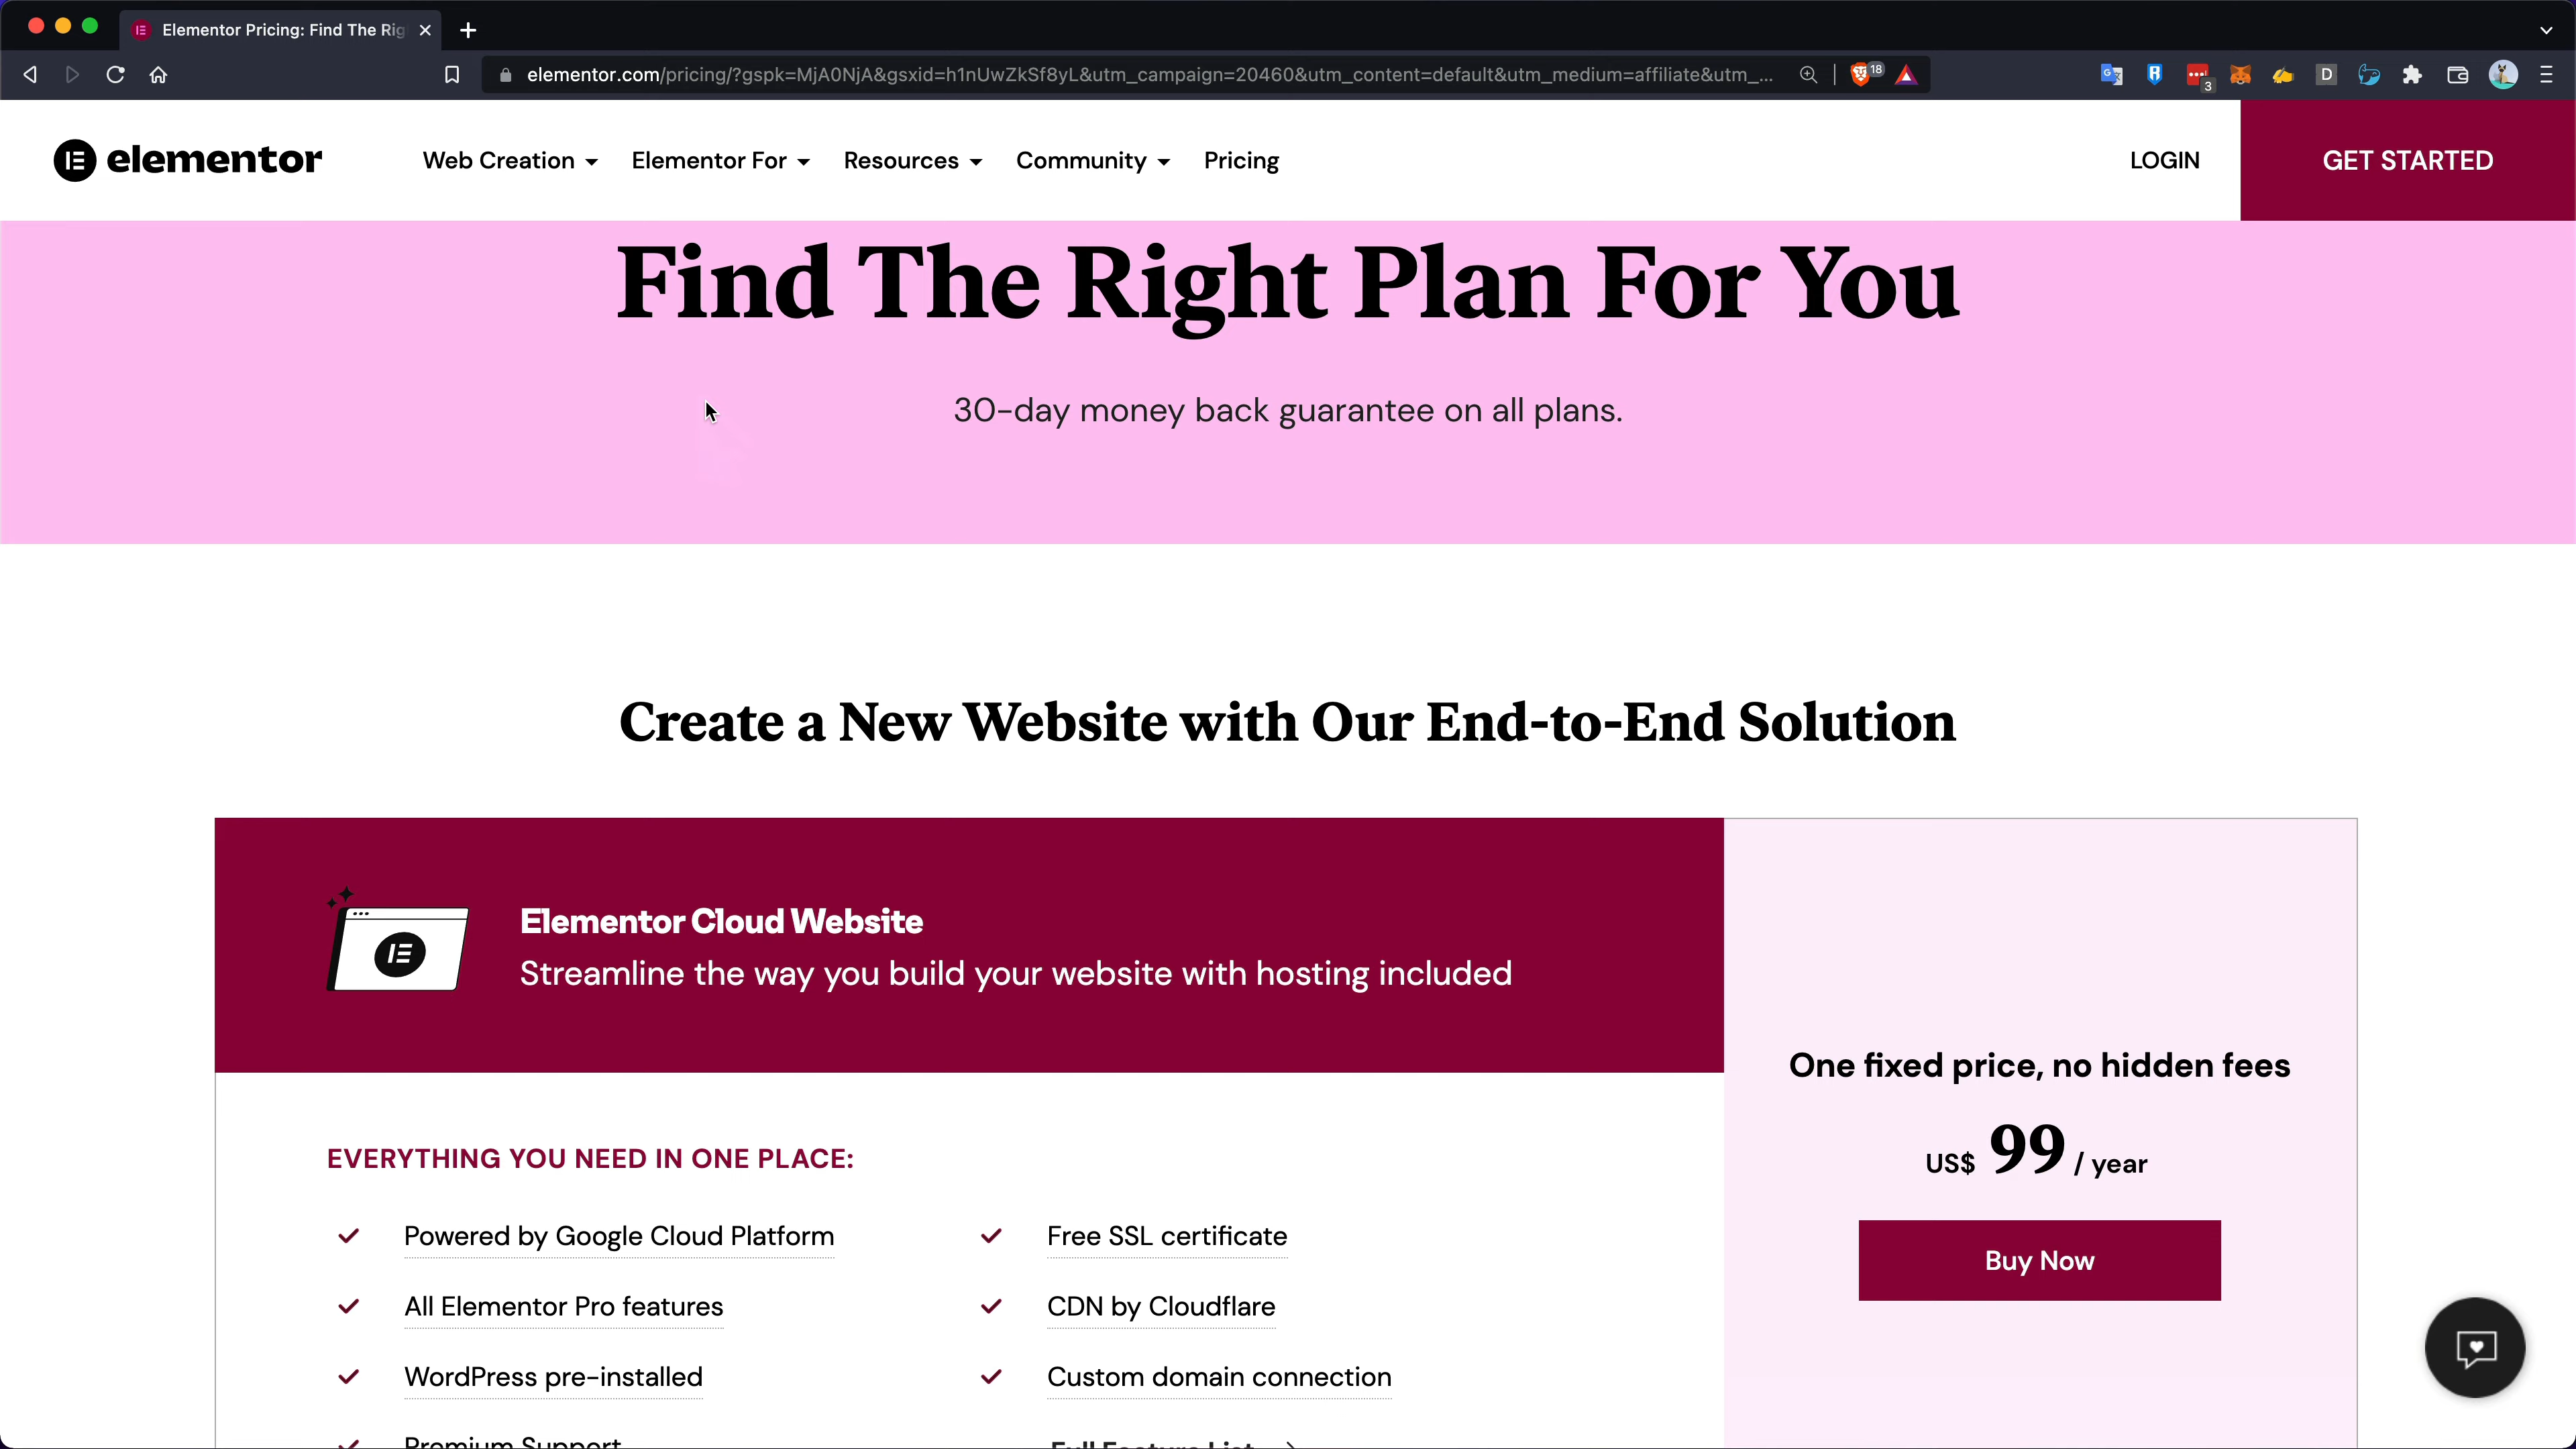 Elementor Pricing: Find The Rig
elementor.com/pricing/?gspk=MjA0NjA&gsxid=h1nUwZkSf8yL&utm_campaign=20460&utm_content=default&utm_medium=affiliate&utm_...
18
3
D
elementor
Web Creation
Elementor For
Resources
Community
Pricing
LOGIN
GET STARTED
Find The Right Plan For You
30-day money back guarantee on all plans.
Create a New Website with Our End-to-End Solution
Elementor Cloud Website
Streamline the way you build your website with hosting included
One fixed price, no hidden fees
US$ 99 / year
Buy Now
EVERYTHING YOU NEED IN ONE PLACE:
Powered by Google Cloud Platform
Free SSL certificate
All Elementor Pro features
CDN by Cloudflare
WordPress pre-installed
Custom domain connection
Premium Support
Full Feature List